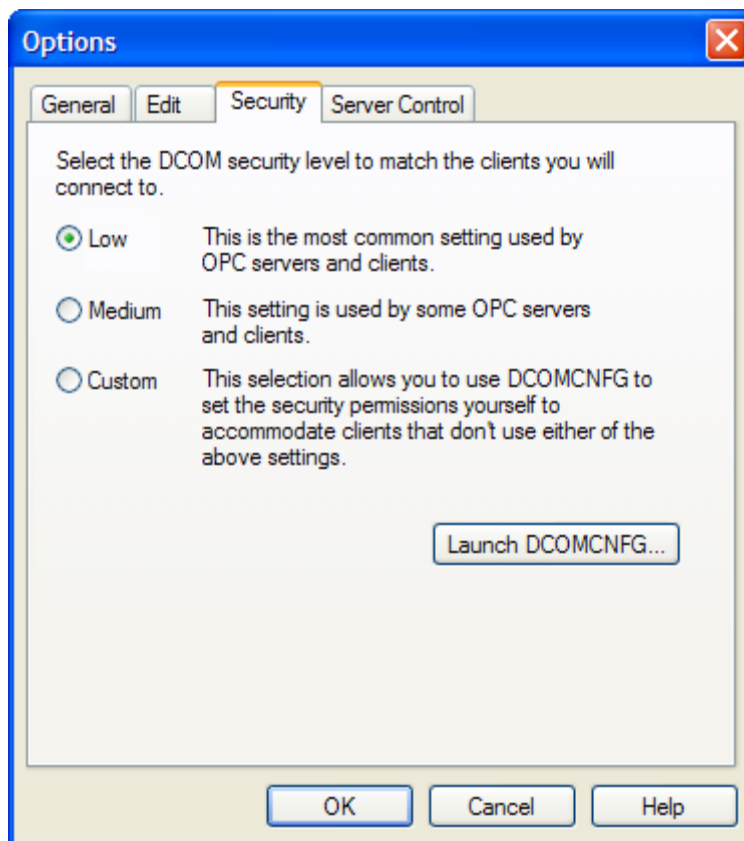 Options
General Edit Security Server Control
Select the DCOM security level to match the clients you will
connect to.
Low This is the most common setting used by
OPC servers and clients.
Medium This setting is used by some OPC servers
and clients.
Custom This selection allows you to use DCOMCNFG to
set the security permissions yourself to
accommodate clients that don't use either of the
above settings.
Launch DCOMCNFG...
OK Cancel Help